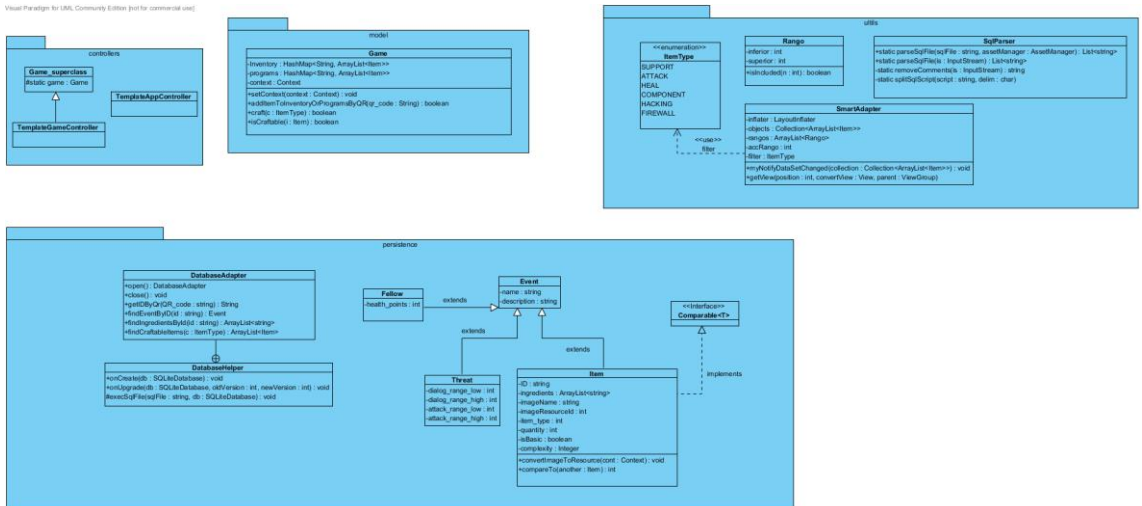 Visual Paradigm for UML Community Edition [not for commercial use]
controllers
Game_superclass
#static game : Game
TemplateAppController
TemplateGameController
model
Game
-Inventory : HashMap<String, ArrayList<Item>>
-programs : HashMap<String, ArrayList<Item>>
-context : Context
+setContext(context : Context) : void
+addItemToInventoryOrProgramsByQR(qr_code : String) : boolean
+craft(c : ItemType) : boolean
+isCraftable(i : Item) : boolean
utils
<<enumeration>>
ItemType
SUPPORT
ATTACK
HEAL
COMPONENT
HACKING
FIREWALL
Rango
-inferior : int
-superior : int
+isIncluded(n : int) : boolean
SqlParser
+static parseSqlFile(sqlFile : string, assetManager : AssetManager) : List<string>
+static parseSqlFile(is : InputStream) : List<string>
-static removeComments(is : InputStream) : string
-static splitSqlScript(script : string, delim : char)
<<use>>
filter
SmartAdapter
-inflater : LayoutInflater
-objects : Collection<ArrayList<Item>>
-rangos : ArrayList<Rango>
-accRango : int
-filter : ItemType
+myNotifyDataSetChanged(collection : Collection<ArrayList<Item>>) : void
+getView(position : int, convertView : View, parent : ViewGroup)
persistence
DatabaseAdapter
+open() : DatabaseAdapter
+close() : void
+getIDByQr(QR_code : string) : String
+findEventByID(id : string) : Event
+findIngredientsById(id : string) : ArrayList<string>
+findCraftableItems(c : ItemType) : ArrayList<Item>
DatabaseHelper
+onCreate(db : SQLiteDatabase) : void
+onUpgrade(db : SQLiteDatabase, oldVersion : int, newVersion : int) : void
#execSqlFile(sqlFile : string, db : SQLiteDatabase) : void
Fellow
-health_points : int
extends
Event
-name : string
-description : string
extends
extends
<<Interface>>
Comparable<T>
implements
Threat
-dialog_range_low : int
-dialog_range_high : int
-attack_range_low : int
-attack_range_high : int
Item
-ID : string
-ingredients : ArrayList<string>
-imageName : string
-imageResourceId : int
-item_type : int
-quantity : int
-isBasic : boolean
-complexity : Integer
+convertImageToResource(cont : Context) : void
+compareTo(another : Item) : int